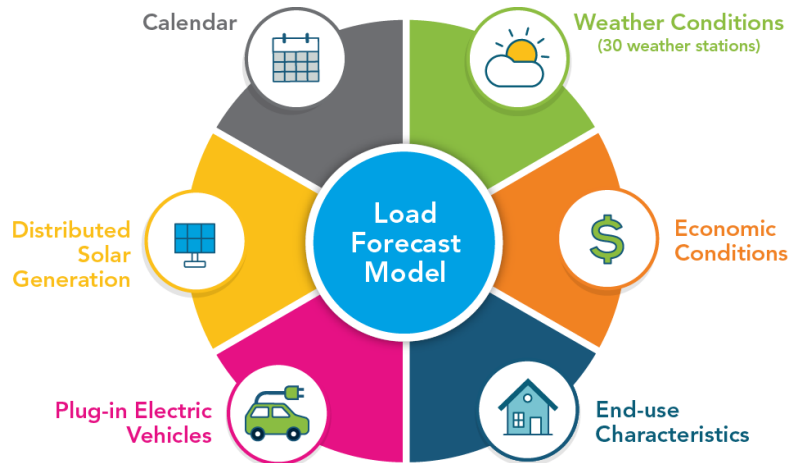 Calendar
Weather Conditions
(30 weather stations)
Distributed
Solar
Generation
Load
Forecast
Model
$
Economic
Conditions
Plug-in Electric
Vehicles
End-use
Characteristics